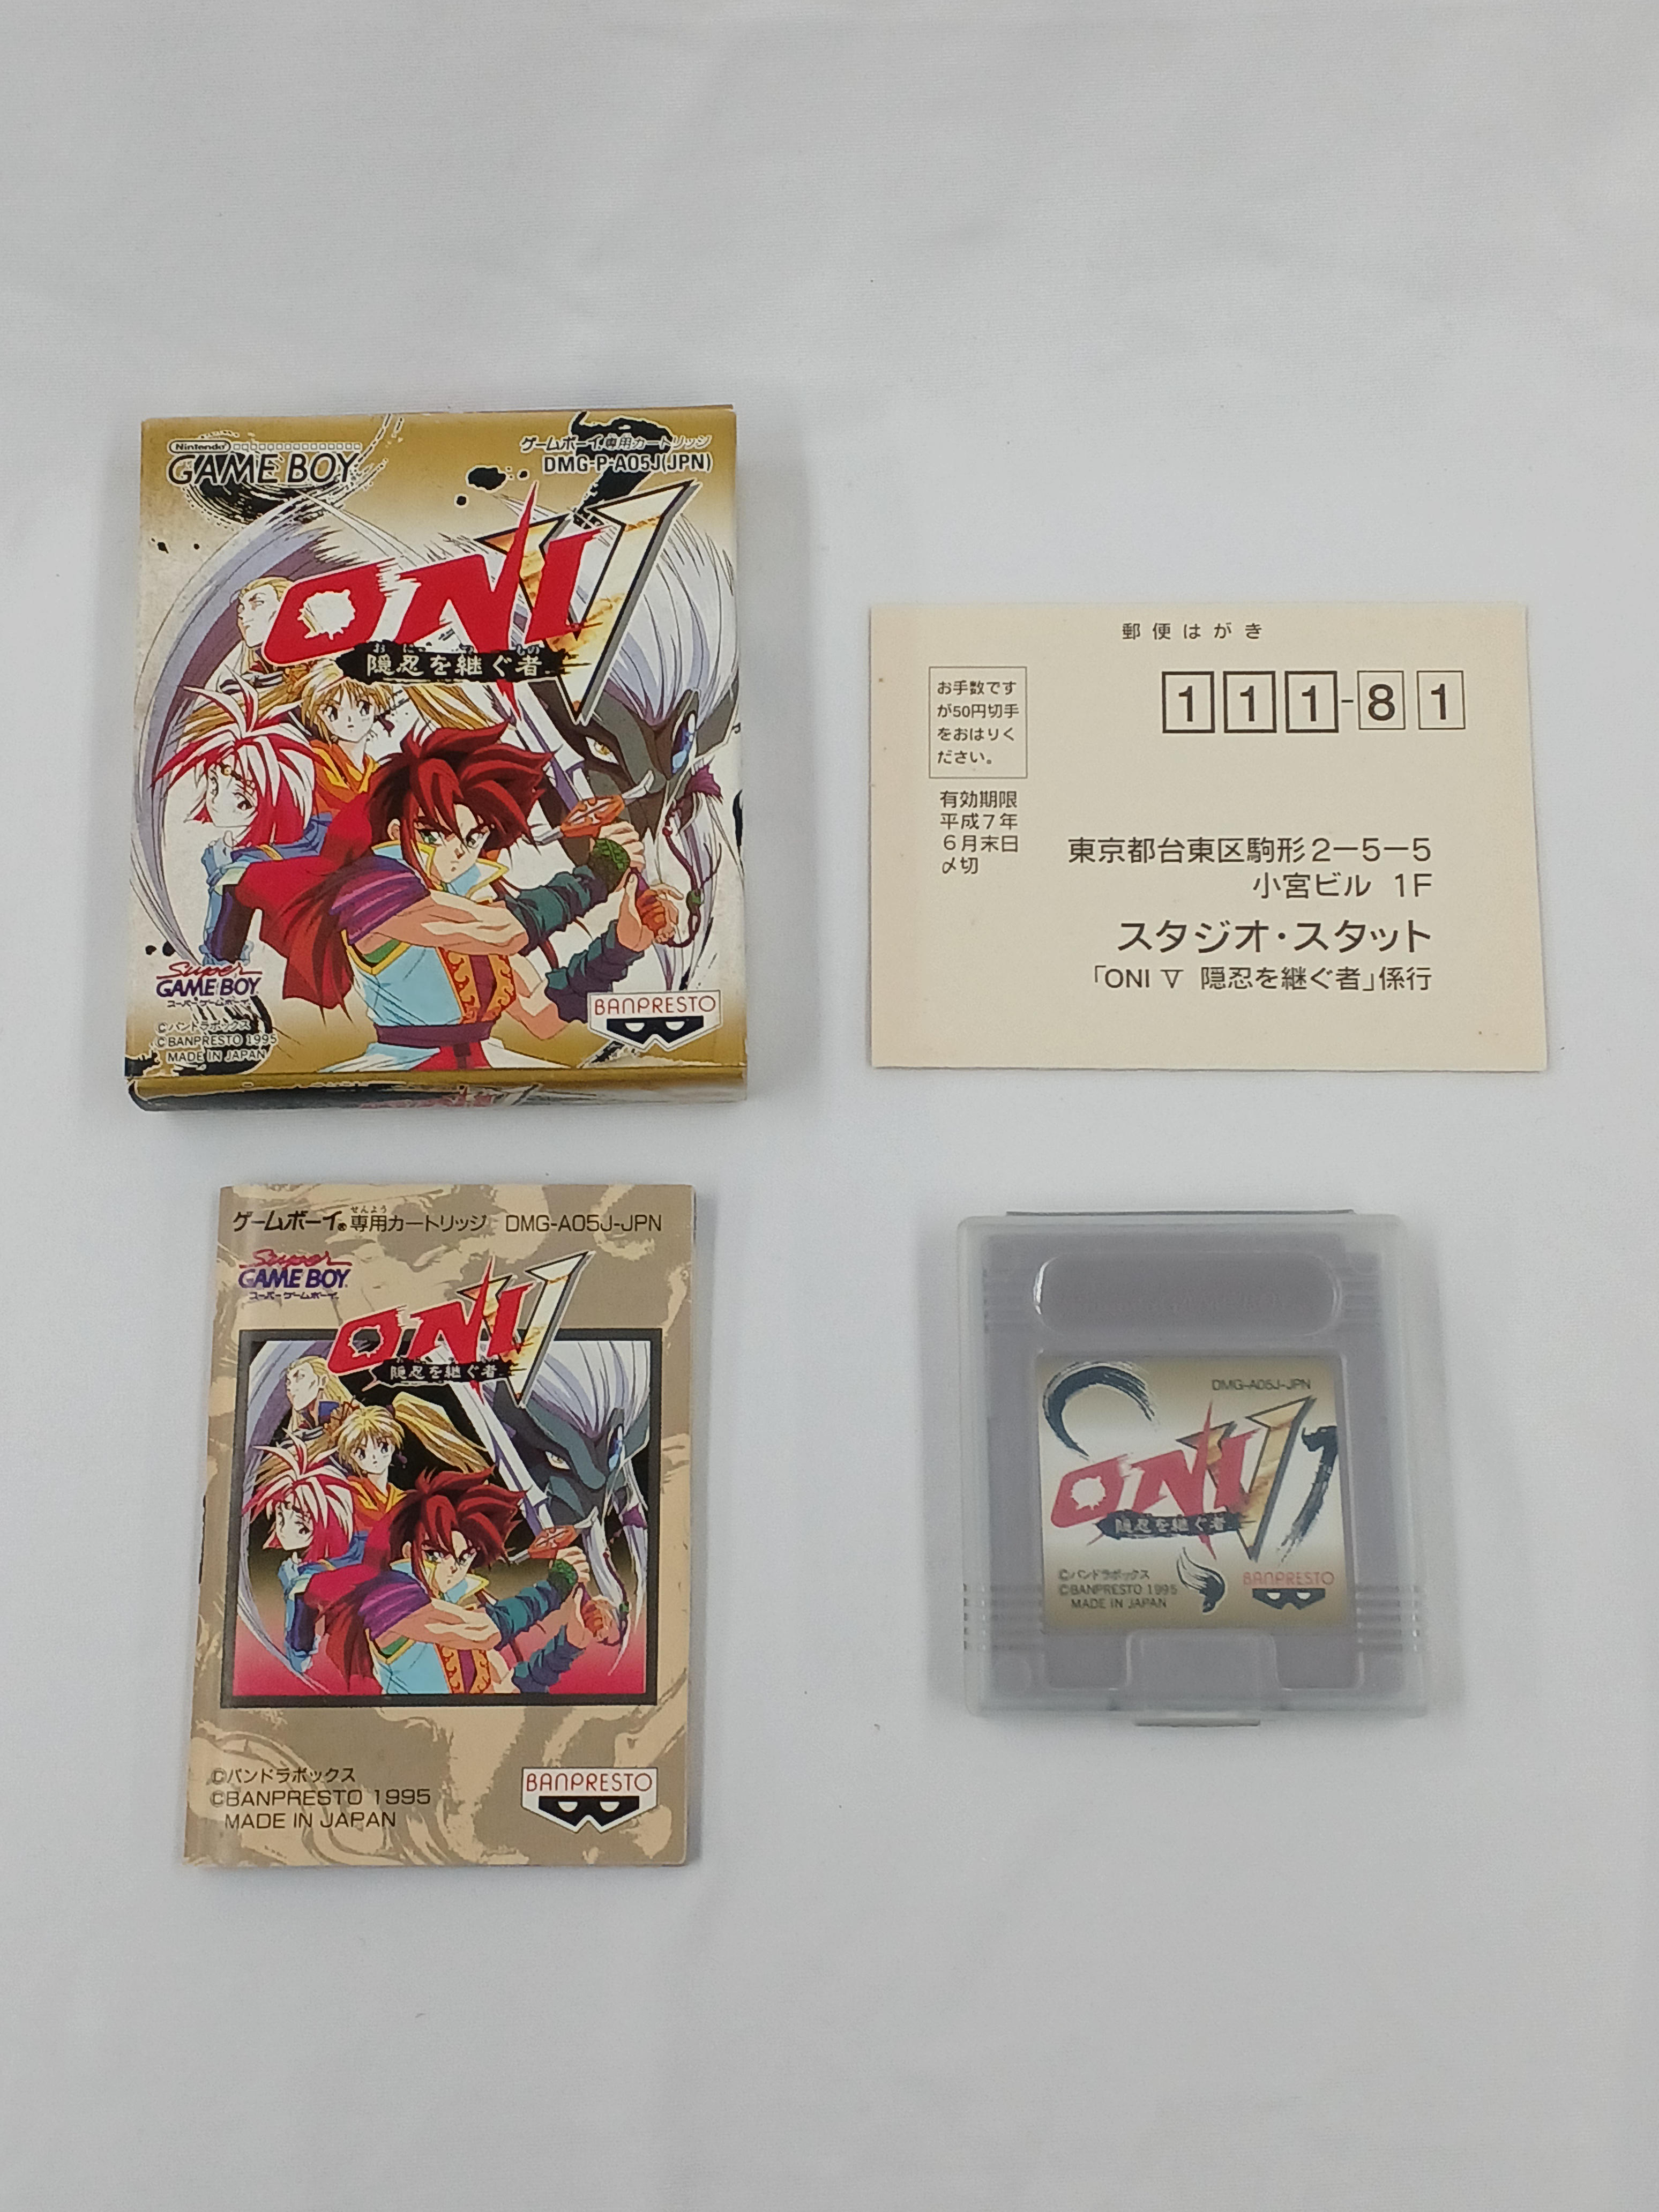 Nintendo
GAME BOY
ゲームボーイ専用カートリッジ
DMG-P-A05J(JPN)
ONI V
隠忍を継ぐ者
Super
GAME BOY
スーパーゲームボーイ
©パンドラボックス
©BANPRESTO 1995
MADE IN JAPAN
BANPRESTO
郵便はがき
お手数です
が50円切手
をおはりく
ださい。
111-81
有効期限
平成7年
6月末日
〆切
東京都台東区駒形2-5-5
小宮ビル 1F
スタジオ・スタット
「ONI V 隠忍を継ぐ者」係行
せんよう
ゲームボーイ®専用カートリッジ DMG-A05J-JPN
Super
GAME BOY
スーパーゲームボーイ
ONI V
隠忍を継ぐ者
©パンドラボックス
©BANPRESTO 1995
MADE IN JAPAN
BANPRESTO
DMG-A05J-JPN
ONI V
隠忍を継ぐ者
©パンドラボックス
©BANPRESTO 1995
MADE IN JAPAN
BANPRESTO